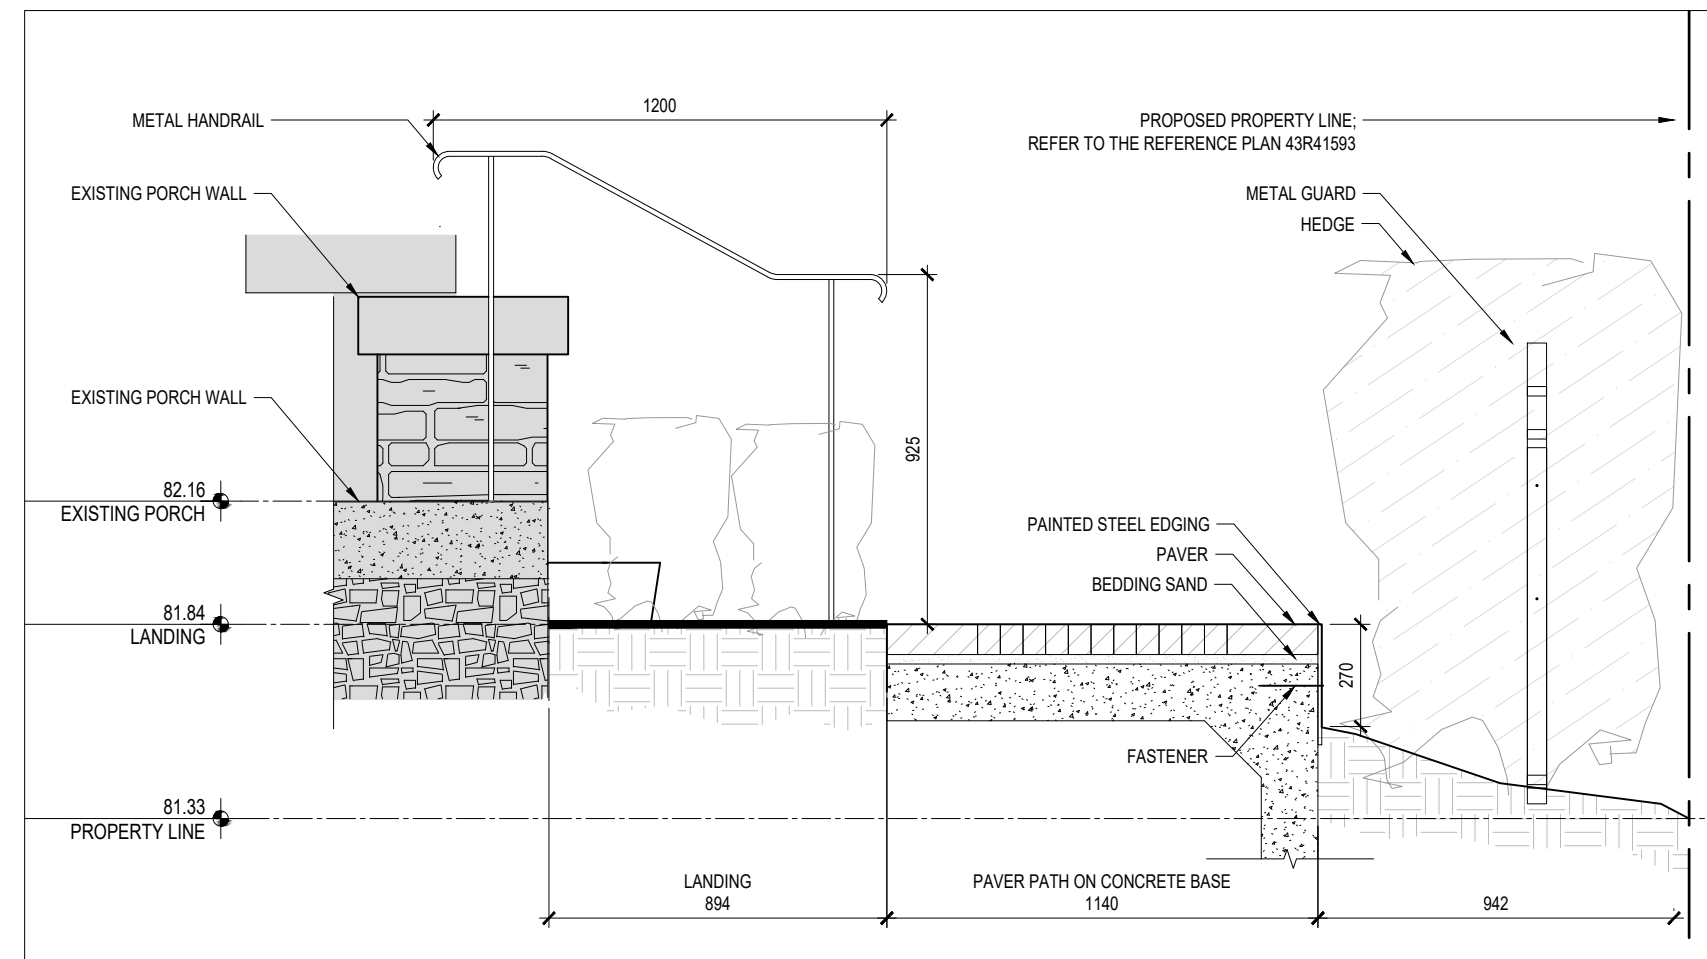 1200
METAL HANDRAIL
PROPOSED PROPERTY LINE;
REFER TO THE REFERENCE PLAN 43R41593
EXISTING PORCH WALL
METAL GUARD
HEDGE
EXISTING PORCH WALL
925
82.16
EXISTING PORCH
PAINTED STEEL EDGING
PAVER
BEDDING SAND
81.84
LANDING
270
FASTENER
81.33
PROPERTY LINE
LANDING
894
PAVER PATH ON CONCRETE BASE
1140
942